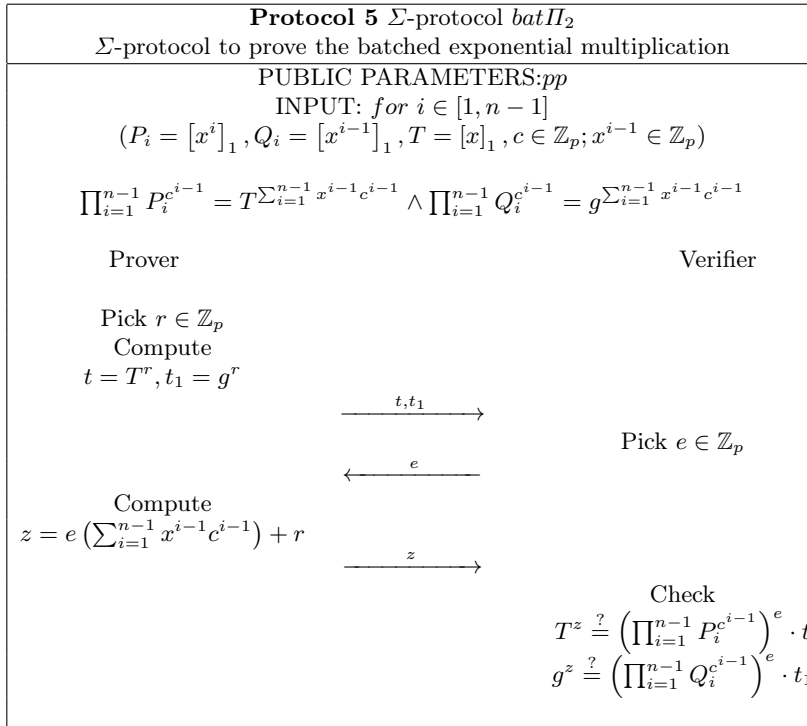 Protocol 5 Σ-protocol batΠ₂
Σ-protocol to prove the batched exponential multiplication
PUBLIC PARAMETERS:pp
INPUT: for i ∈ [1, n − 1]
(P_i = [x^i]_1, Q_i = [x^{i−1}]_1, T = [x]_1, c ∈ ℤ_p; x^{i−1} ∈ ℤ_p)
∏_{i=1}^{n−1} P_i^{c^{i−1}} = T^{∑_{i=1}^{n−1} x^{i−1}c^{i−1}} ∧ ∏_{i=1}^{n−1} Q_i^{c^{i−1}} = g^{∑_{i=1}^{n−1} x^{i−1}c^{i−1}}
Prover Verifier
Pick r ∈ ℤ_p
Compute
t = T^r, t_1 = g^r
t,t_1
Pick e ∈ ℤ_p
e
Compute
z = e (∑_{i=1}^{n−1} x^{i−1}c^{i−1}) + r
z
Check
T^z ≟ (∏_{i=1}^{n−1} P_i^{c^{i−1}})^e · t
g^z ≟ (∏_{i=1}^{n−1} Q_i^{c^{i−1}})^e · t_1